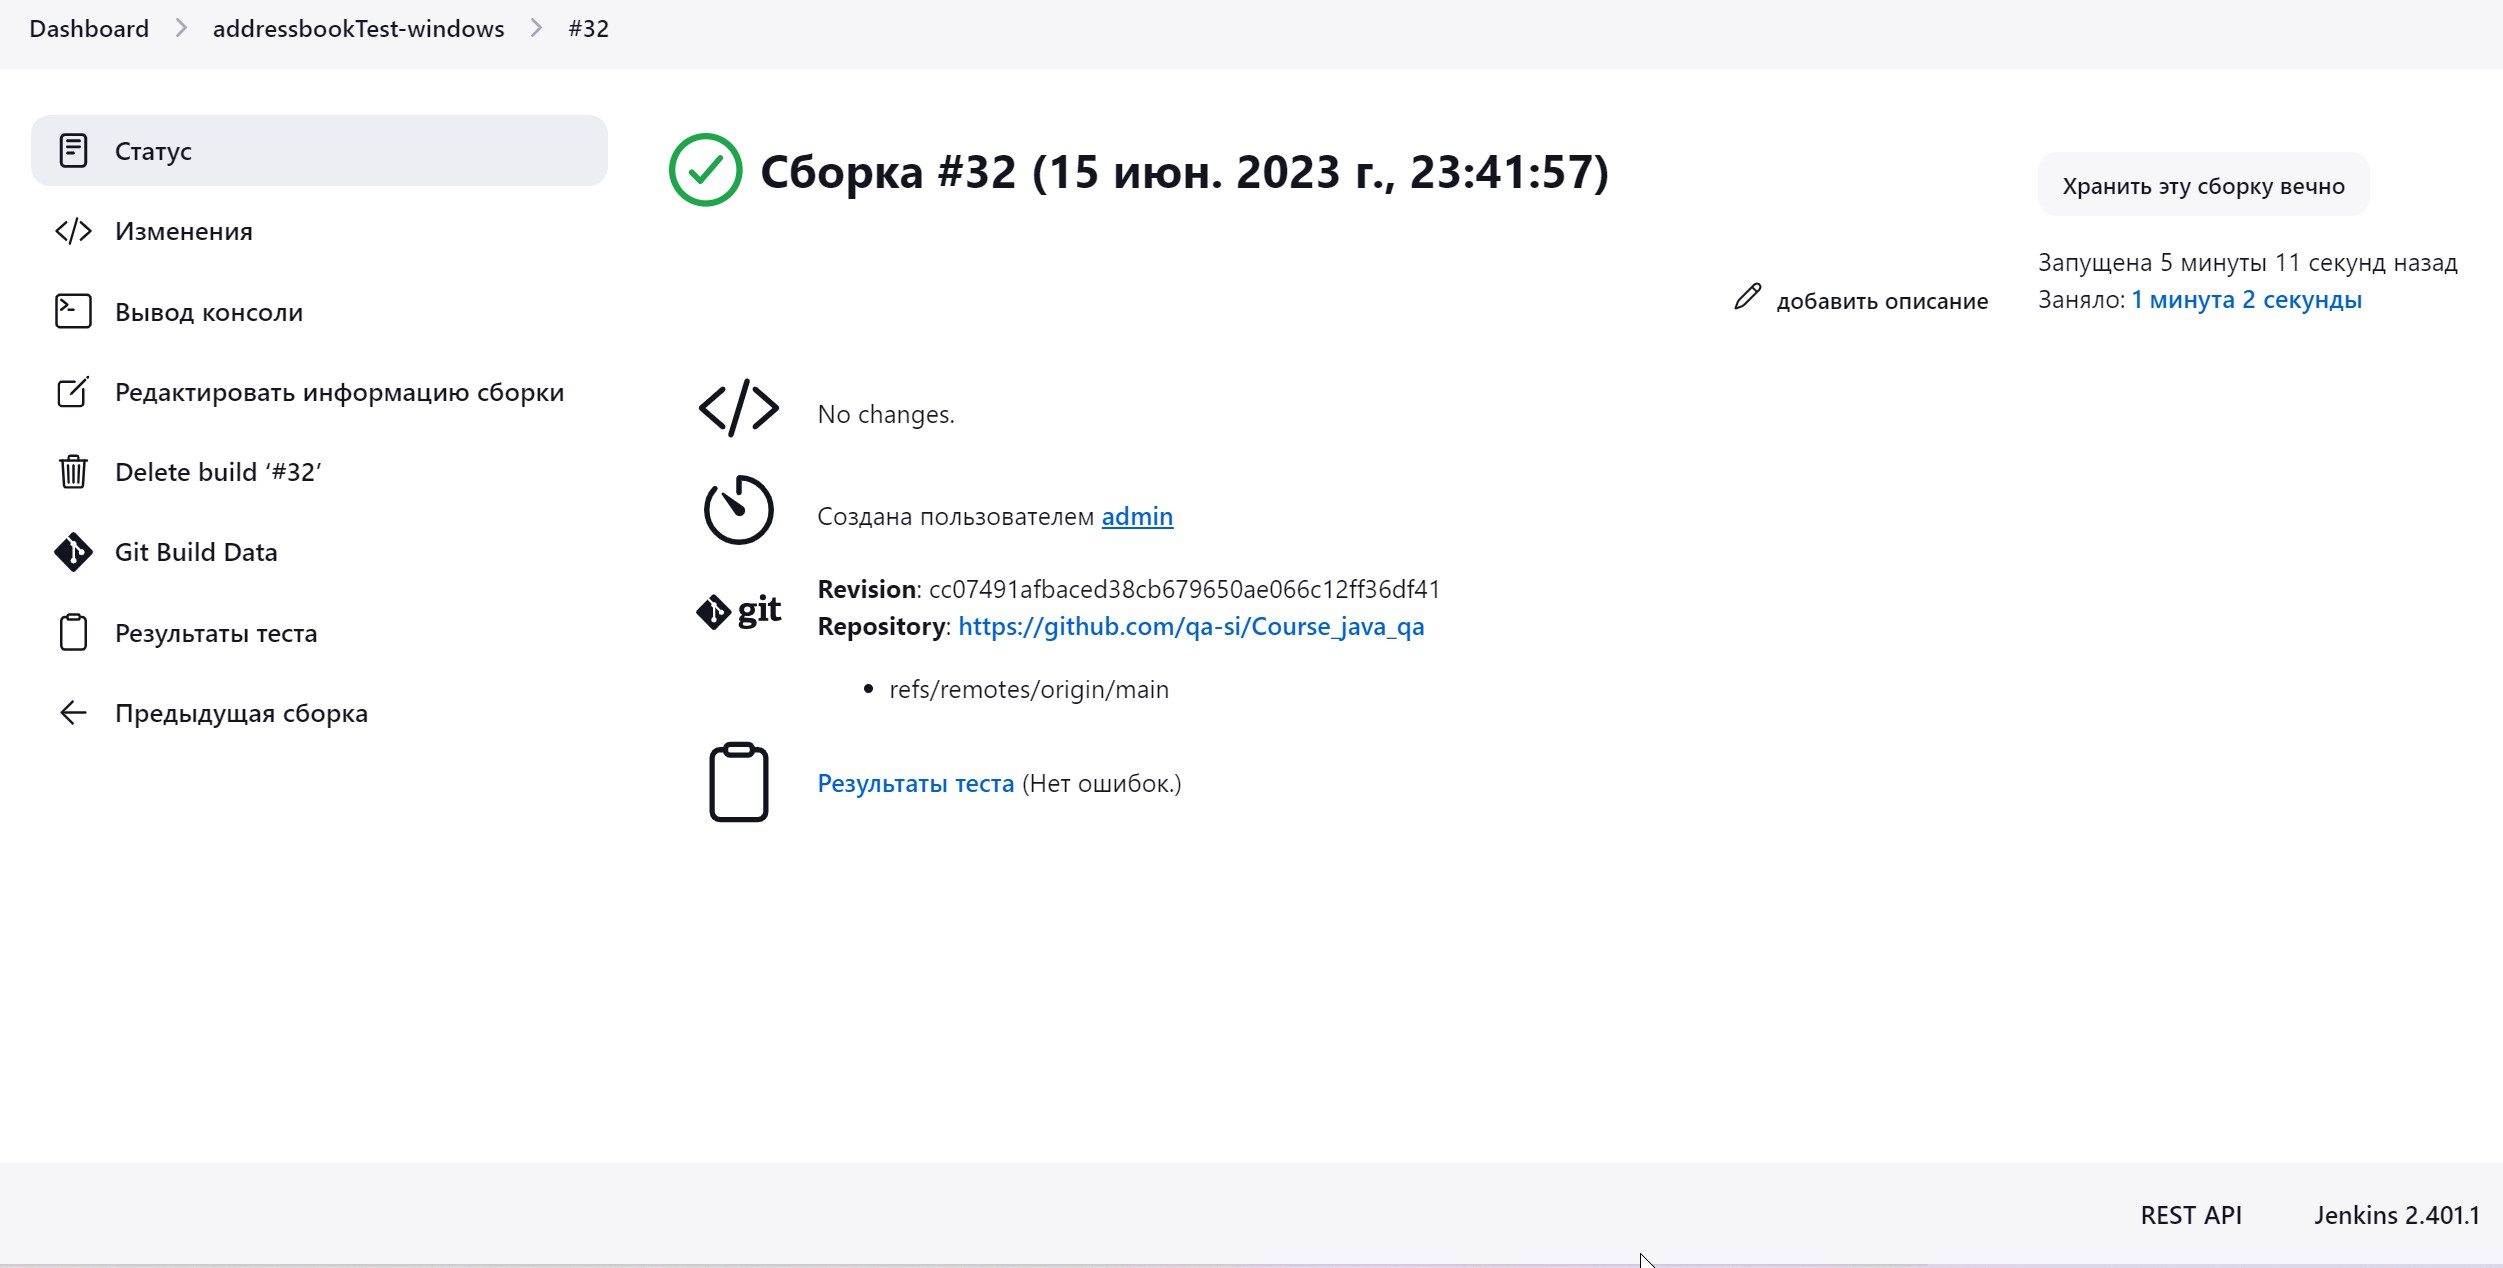 Dashboard > addressbookTest-windows > #32
Статус
Изменения
Вывод консоли
Редактировать информацию сборки
Delete build ‘#32’
Git Build Data
Результаты теста
Предыдущая сборка
Сборка #32 (15 июн. 2023 г., 23:41:57)
Хранить эту сборку вечно
добавить описание
Запущена 5 минуты 11 секунд назад
Заняло: 1 минута 2 секунды
No changes.
Создана пользователем admin
git
Revision: cc07491afbaced38cb679650ae066c12ff36df41
Repository: https://github.com/qa-si/Course_java_qa
• refs/remotes/origin/main
Результаты теста (Нет ошибок.)
REST API
Jenkins 2.401.1